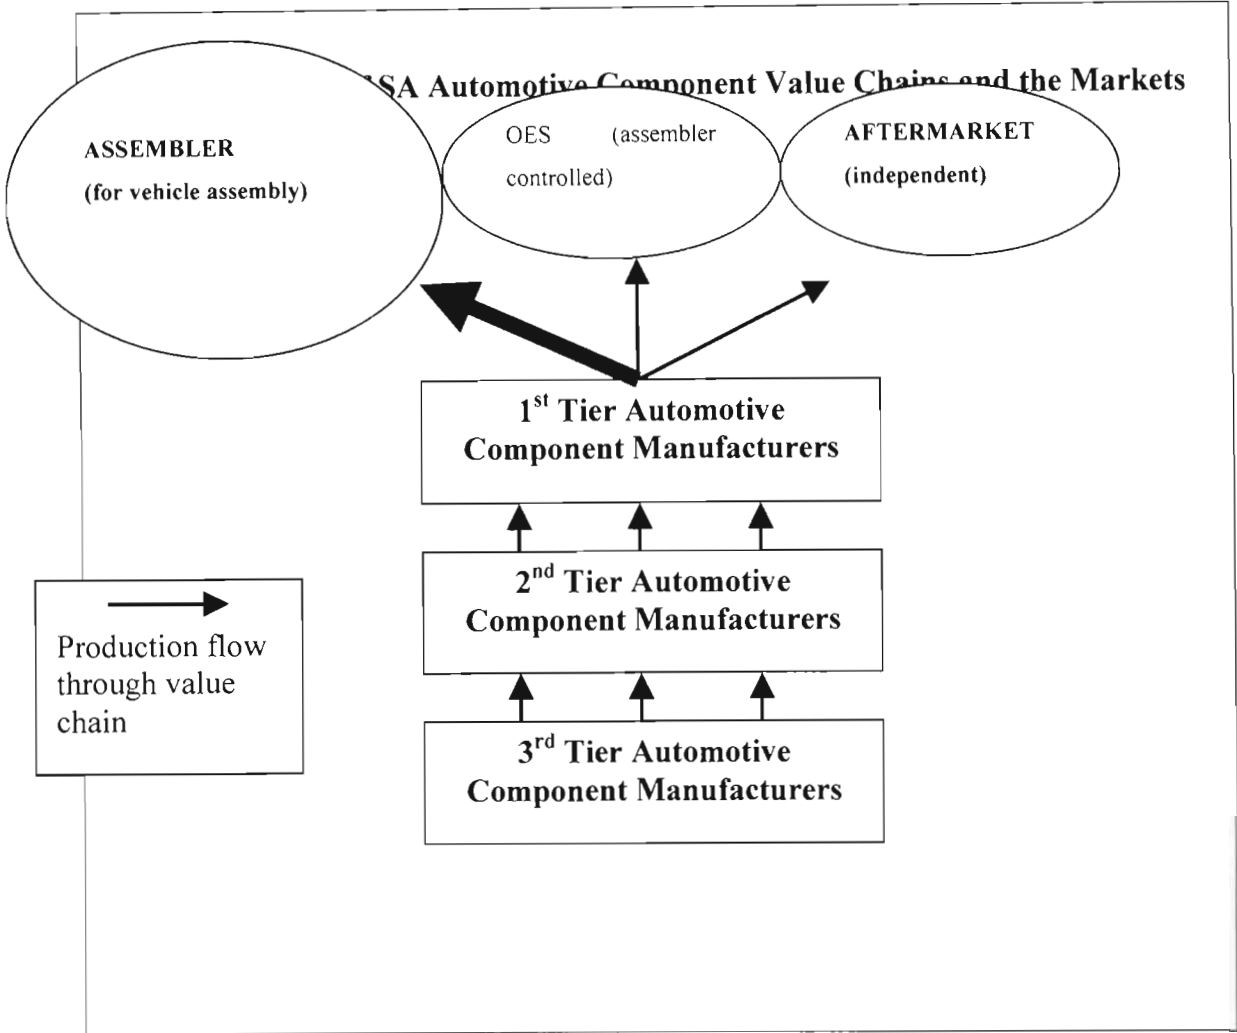 SA Automotive Component Value Chains and the Markets
ASSEMBLER
(for vehicle assembly)
OES (assembler
controlled)
AFTERMARKET
(independent)
1st Tier Automotive
Component Manufacturers
2nd Tier Automotive
Component Manufacturers
Production flow
through value
chain
3rd Tier Automotive
Component Manufacturers